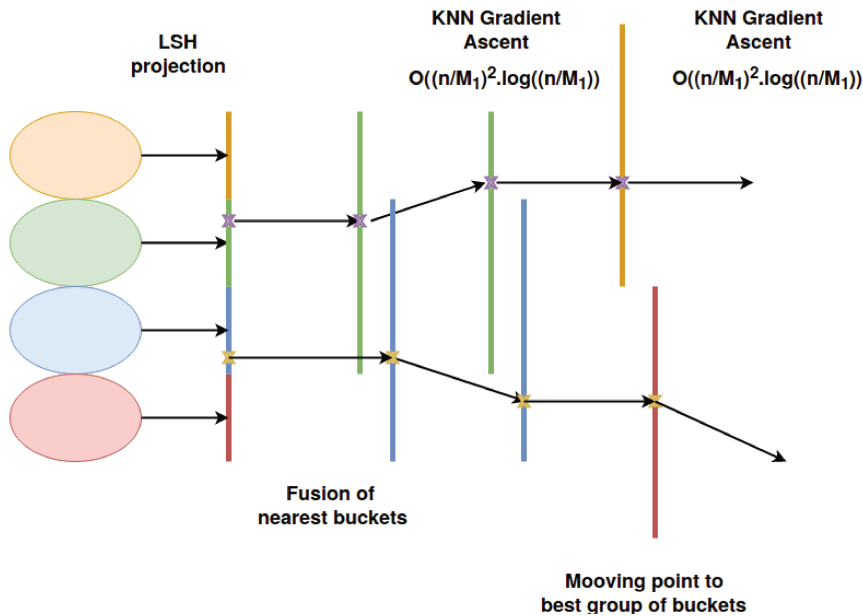 LSH
projection
KNN Gradient
Ascent
O((n/M₁)².log((n/M₁))
KNN Gradient
Ascent
O((n/M₁)².log((n/M₁))
Fusion of
nearest buckets
Mooving point to
best group of buckets